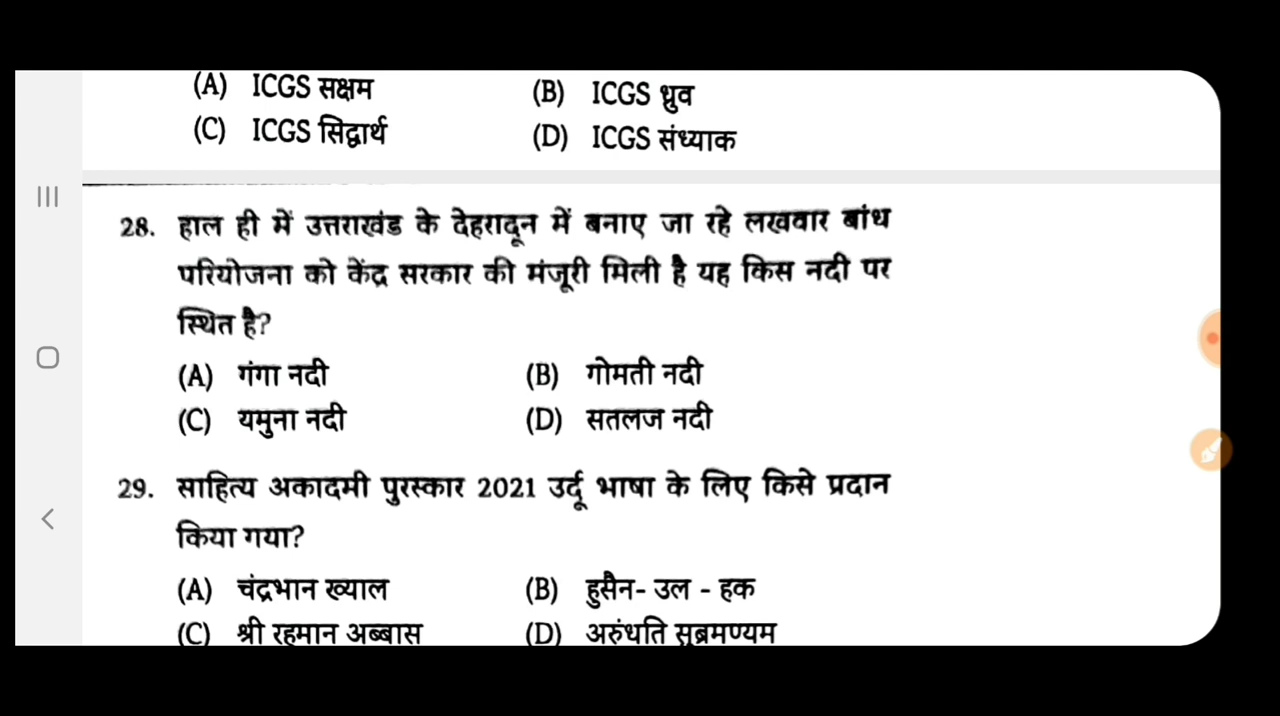 (A) ICGS सक्षम (B) ICGS ध्रुव
(C) ICGS सिद्धार्थ (D) ICGS संध्याक
28. हाल ही में उत्तराखंड के देहरादून में बनाए जा रहे लखवार बांध
परियोजना को केंद्र सरकार की मंजूरी मिली है यह किस नदी पर
स्थित है?
(A) गंगा नदी (B) गोमती नदी
(C) यमुना नदी (D) सतलज नदी
29. साहित्य अकादमी पुरस्कार 2021 उर्दू भाषा के लिए किसे प्रदान
किया गया?
(A) चंद्रभान ख्याल (B) हुसैन- उल - हक
(C) श्री रहमान अब्बास (D) अरुंधति सुब्रमण्यम